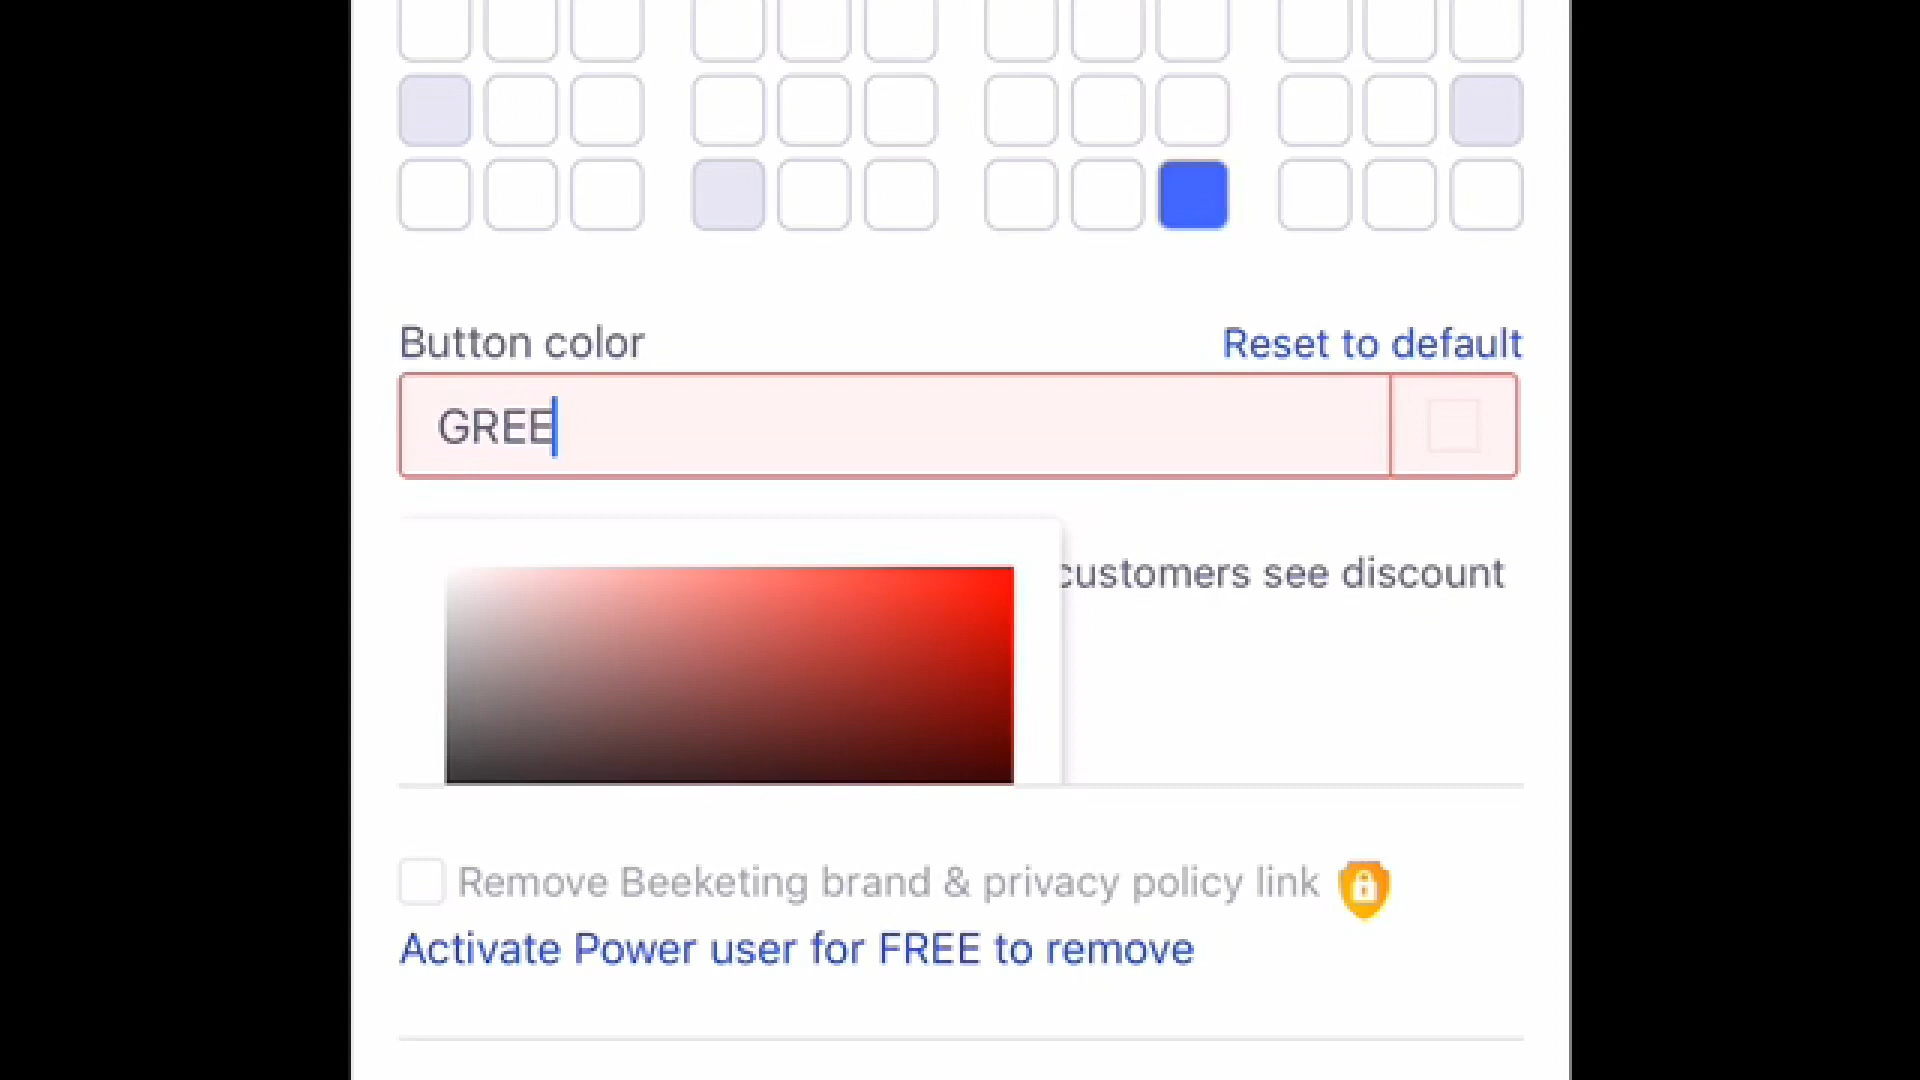 Button color
Reset to default
GREE
customers see discount
Remove Beeketing brand & privacy policy link
Activate Power user for FREE to remove